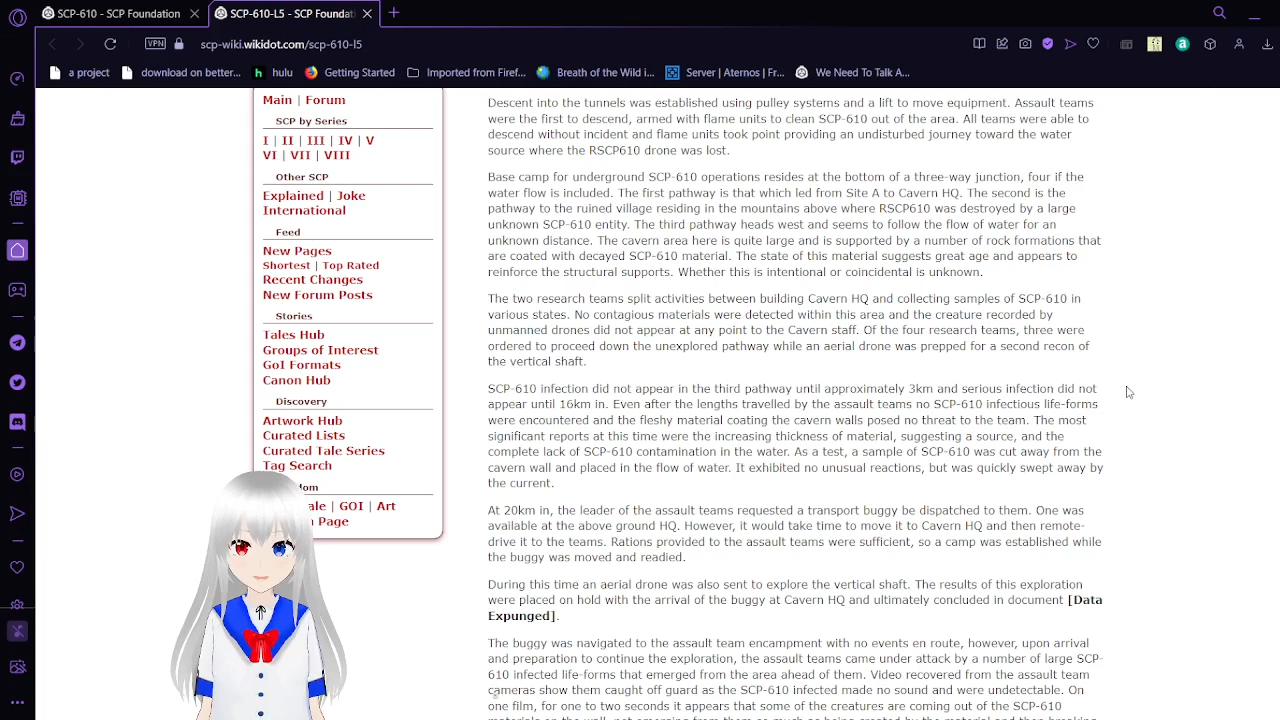 SCP-610 - SCP Foundation
SCP-610-L5 - SCP Foundati
VPN
scp-wiki.wikidot.com/scp-610-l5
a project
download on better...
hulu
Getting Started
Imported from Firef...
Breath of the Wild i...
Server | Aternos | Fr...
We Need To Talk A...
Main | Forum
SCP by Series
I | II | III | IV | V
VI | VII | VIII
Other SCP
Explained | Joke
International
Feed
New Pages
Shortest | Top Rated
Recent Changes
New Forum Posts
Stories
Tales Hub
Groups of Interest
GoI Formats
Canon Hub
Discovery
Artwork Hub
Curated Lists
Curated Tale Series
Tag Search
dom
ale | GOI | Art
Page
Descent into the tunnels was established using pulley systems and a lift to move equipment. Assault teams
were the first to descend, armed with flame units to clean SCP-610 out of the area. All teams were able to
descend without incident and flame units took point providing an undisturbed journey toward the water
source where the RSCP610 drone was lost.
Base camp for underground SCP-610 operations resides at the bottom of a three-way junction, four if the
water flow is included. The first pathway is that which led from Site A to Cavern HQ. The second is the
pathway to the ruined village residing in the mountains above where RSCP610 was destroyed by a large
unknown SCP-610 entity. The third pathway heads west and seems to follow the flow of water for an
unknown distance. The cavern area here is quite large and is supported by a number of rock formations that
are coated with decayed SCP-610 material. The state of this material suggests great age and appears to
reinforce the structural supports. Whether this is intentional or coincidental is unknown.
The two research teams split activities between building Cavern HQ and collecting samples of SCP-610 in
various states. No contagious materials were detected within this area and the creature recorded by
unmanned drones did not appear at any point to the Cavern staff. Of the four research teams, three were
ordered to proceed down the unexplored pathway while an aerial drone was prepped for a second recon of
the vertical shaft.
SCP-610 infection did not appear in the third pathway until approximately 3km and serious infection did not
appear until 16km in. Even after the lengths travelled by the assault teams no SCP-610 infectious life-forms
were encountered and the fleshy material coating the cavern walls posed no threat to the team. The most
significant reports at this time were the increasing thickness of material, suggesting a source, and the
complete lack of SCP-610 contamination in the water. As a test, a sample of SCP-610 was cut away from the
cavern wall and placed in the flow of water. It exhibited no unusual reactions, but was quickly swept away by
the current.
At 20km in, the leader of the assault teams requested a transport buggy be dispatched to them. One was
available at the above ground HQ. However, it would take time to move it to Cavern HQ and then remote-
drive it to the teams. Rations provided to the assault teams were sufficient, so a camp was established while
the buggy was moved and readied.
During this time an aerial drone was also sent to explore the vertical shaft. The results of this exploration
were placed on hold with the arrival of the buggy at Cavern HQ and ultimately concluded in document [Data
Expunged].
The buggy was navigated to the assault team encampment with no events en route, however, upon arrival
and preparation to continue the exploration, the assault teams came under attack by a number of large SCP-
610 infected life-forms that emerged from the area ahead of them. Video recovered from the assault team
cameras show them caught off guard as the SCP-610 infected made no sound and were undetectable. On
one film, for one to two seconds it appears that some of the creatures are coming out of the SCP-610
materials on the wall, not emerging from them so much as being created by the material and then breaking